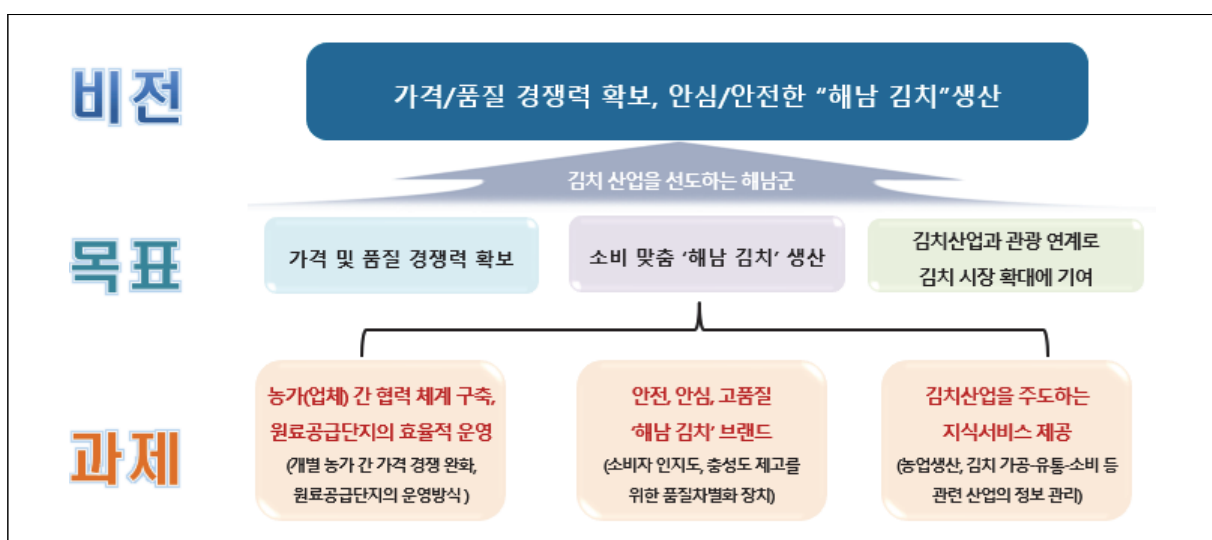 비전
가격/품질 경쟁력 확보, 안심/안전한 “해남 김치”생산
김치 산업을 선도하는 해남군
목표
가격 및 품질 경쟁력 확보
소비 맞춤 ‘해남 김치’ 생산
김치산업과 관광 연계로
김치 시장 확대에 기여
과제
농가(업체) 간 협력 체계 구축,
원료공급단지의 효율적 운영
(개별 농가 간 가격 경쟁 완화,
원료공급단지의 운영방식 )
안전, 안심, 고품질
‘해남 김치’ 브랜드
(소비자 인지도, 충성도 제고를
위한 품질차별화 장치)
김치산업을 주도하는
지식서비스 제공
(농업생산, 김치 가공-유통-소비 등
관련 산업의 정보 관리)